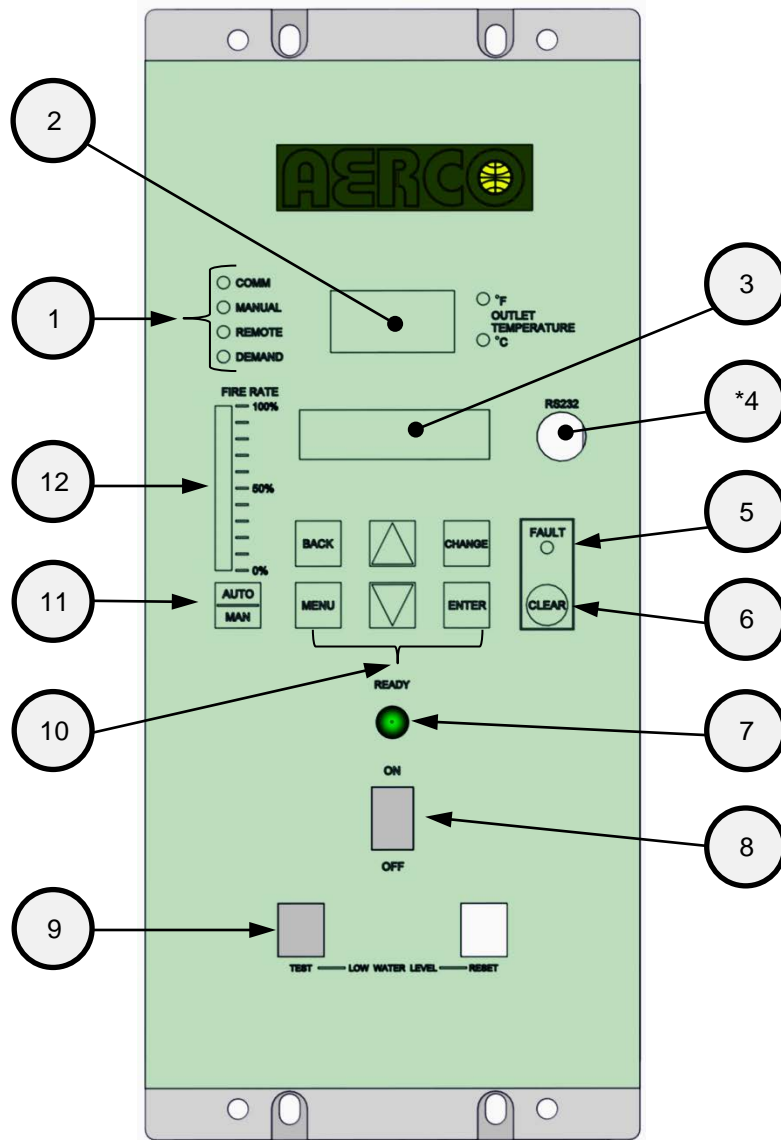 AERCO
2
1
COMM
MANUAL
REMOTE
DEMAND
°F
OUTLET
TEMPERATURE
°C
3
FIRE RATE
100%
50%
0%
RS232
*4
12
BACK
CHANGE
FAULT
5
11
AUTO
MAN
MENU
ENTER
CLEAR
6
10
READY
7
ON
OFF
8
9
TEST LOW WATER LEVEL RESET